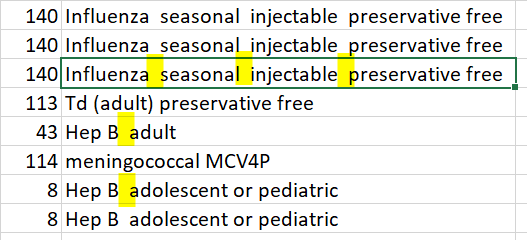 140 Influenza  seasonal  injectable  preservative free
140 Influenza  seasonal  injectable  preservative free
140 Influenza  seasonal  injectable  preservative free
113 Td (adult) preservative free
43 Hep B  adult
114 meningococcal MCV4P
8 Hep B  adolescent or pediatric
8 Hep B  adolescent or pediatric